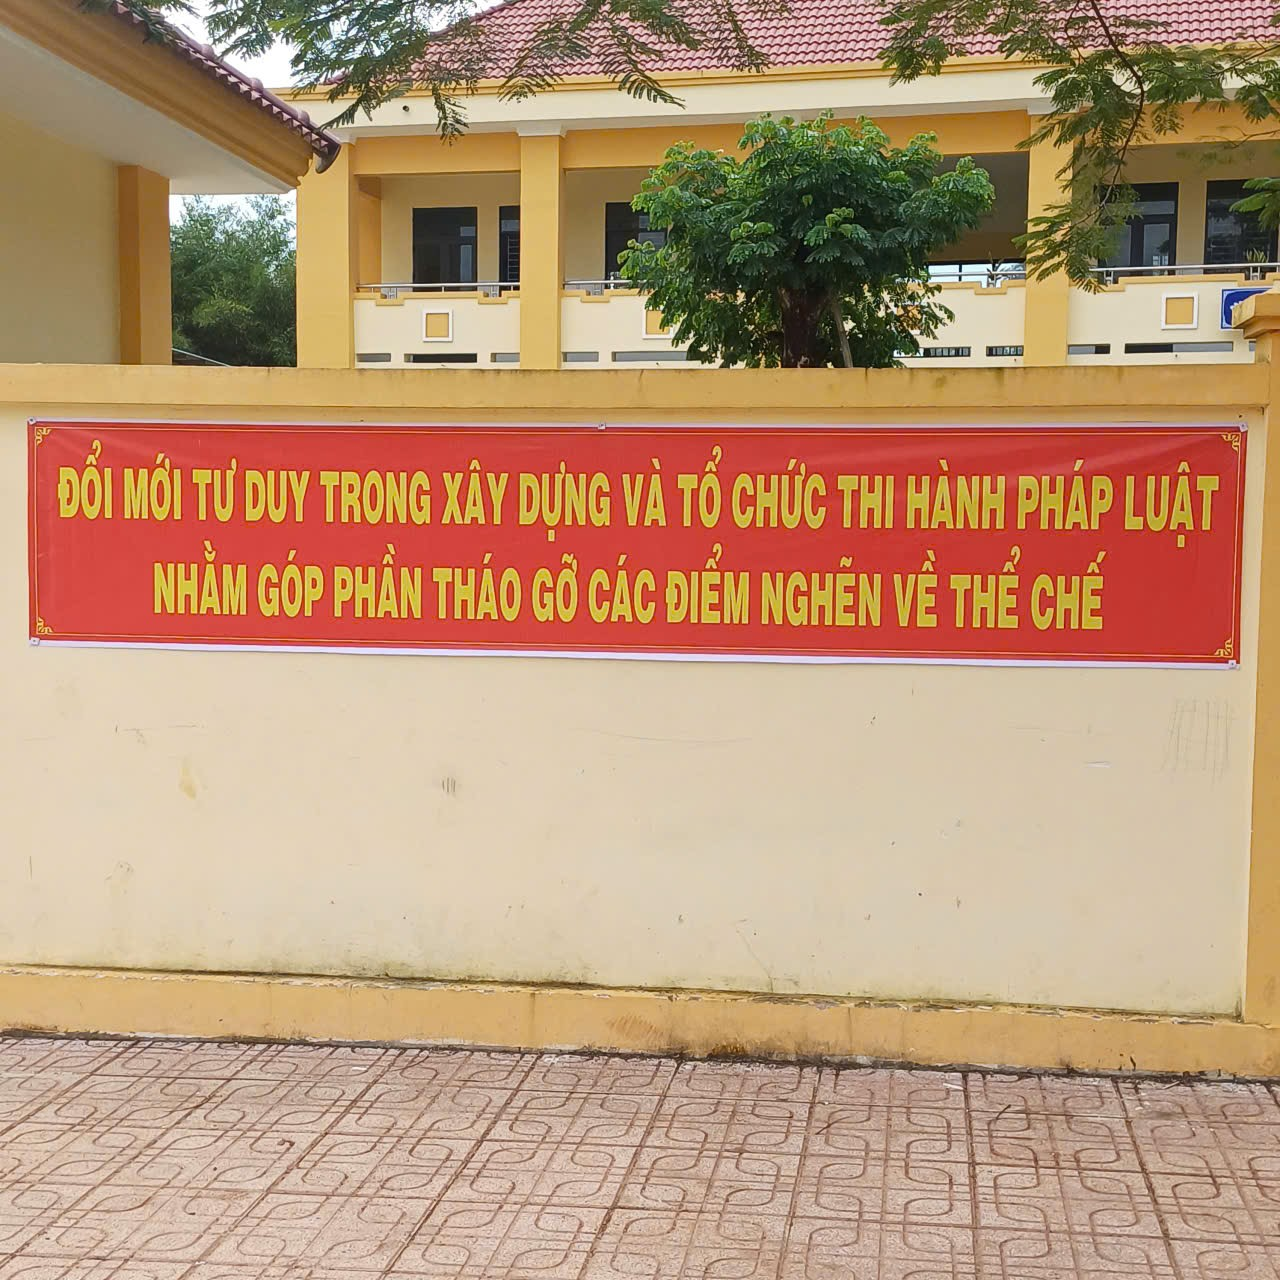 ĐỔI MỚI TƯ DUY TRONG XÂY DỰNG VÀ TỔ CHỨC THI HÀNH PHÁP LUẬT
NHẰM GÓP PHẦN THÁO GỠ CÁC ĐIỂM NGHẼN VỀ THỂ CHẾ